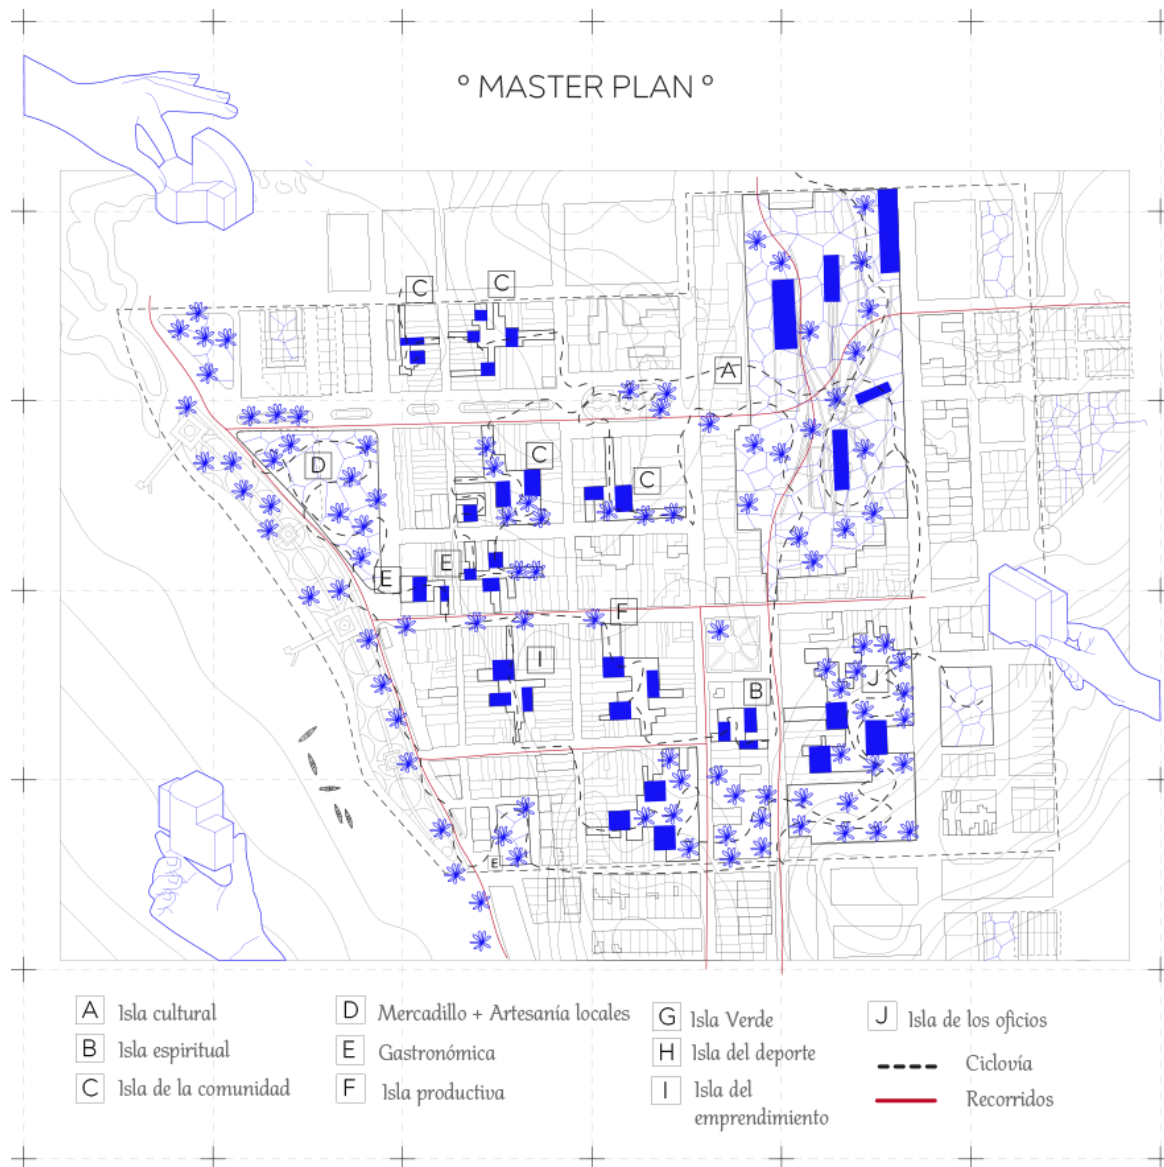 ° MASTER PLAN °
C
C
A
C
D
C
E
E
F
I
J
B
E
A Isla cultural
B Isla espiritual
C Isla de la comunidad
D Mercadillo + Artesanía locales
E Gastronómica
F Isla productiva
G Isla Verde
H Isla del deporte
I Isla del
emprendimiento
J Isla de los oficios
Ciclovía
Recorridos